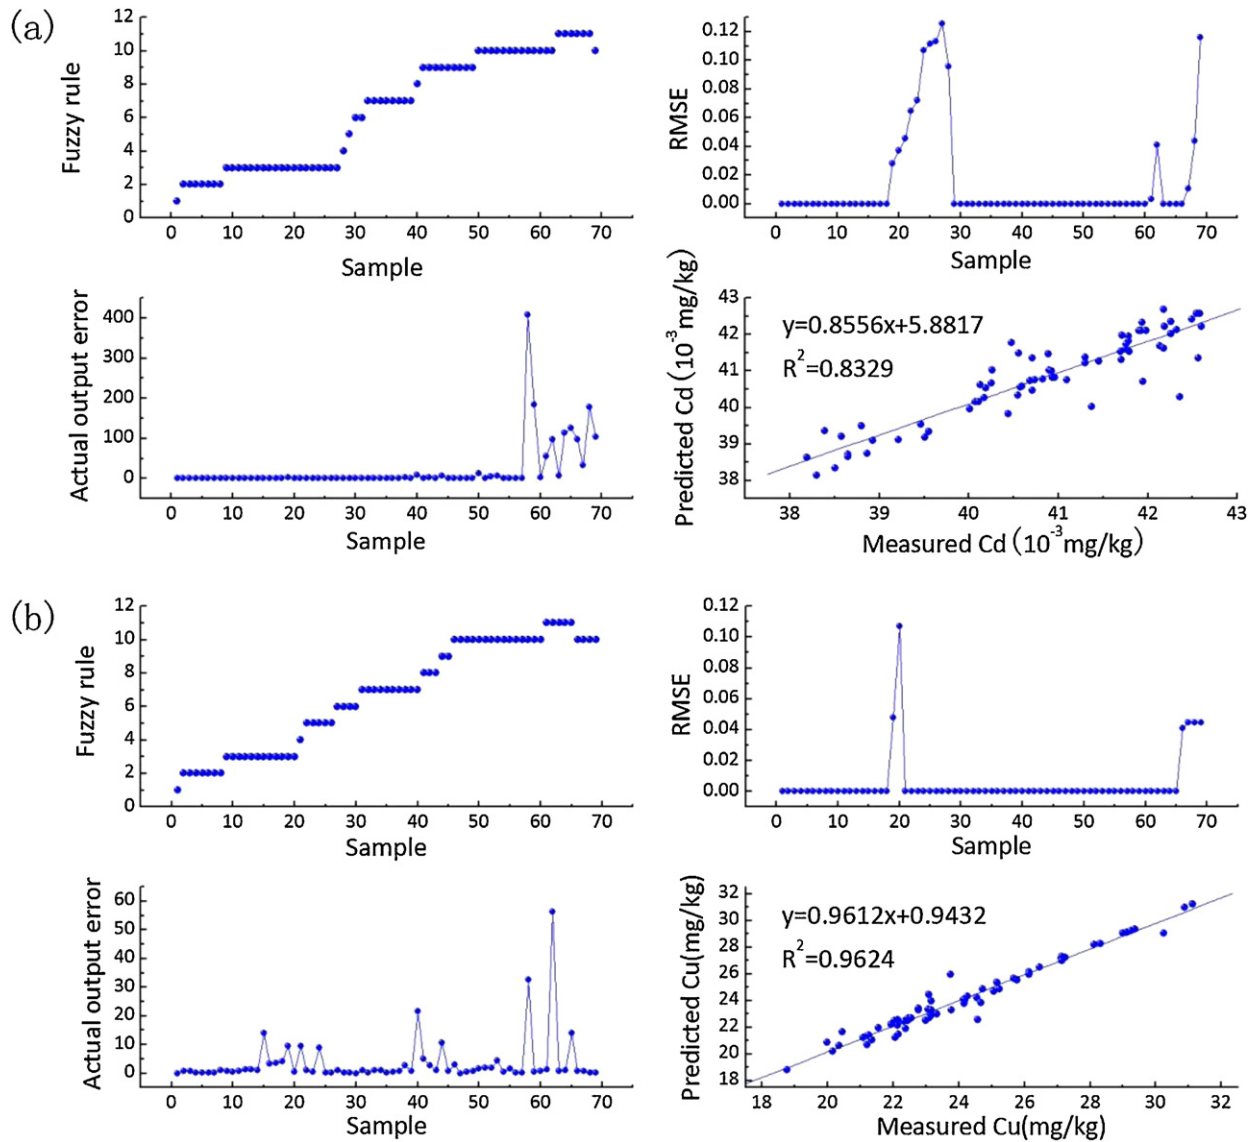 (a)
Fuzzy rule
12
10
8
6
4
2
0
0 10 20 30 40 50 60 70
Sample
RMSE
0.12
0.10
0.08
0.06
0.04
0.02
0.00
0 10 20 30 40 50 60 70
Sample
Actual output error
400
300
200
100
0
0 10 20 30 40 50 60 70
Sample
Predicted Cd (10⁻³ mg/kg)
43
42
41
40
39
38
y=0.8556x+5.8817
R²=0.8329
38 39 40 41 42 43
Measured Cd (10⁻³mg/kg)
(b)
Fuzzy rule
12
10
8
6
4
2
0
0 10 20 30 40 50 60 70
Sample
RMSE
0.12
0.10
0.08
0.06
0.04
0.02
0.00
0 10 20 30 40 50 60 70
Sample
Actual output error
60
50
40
30
20
10
0
0 10 20 30 40 50 60 70
Sample
Predicted Cu(mg/kg)
32
30
28
26
24
22
20
18
y=0.9612x+0.9432
R²=0.9624
18 20 22 24 26 28 30 32
Measured Cu(mg/kg)